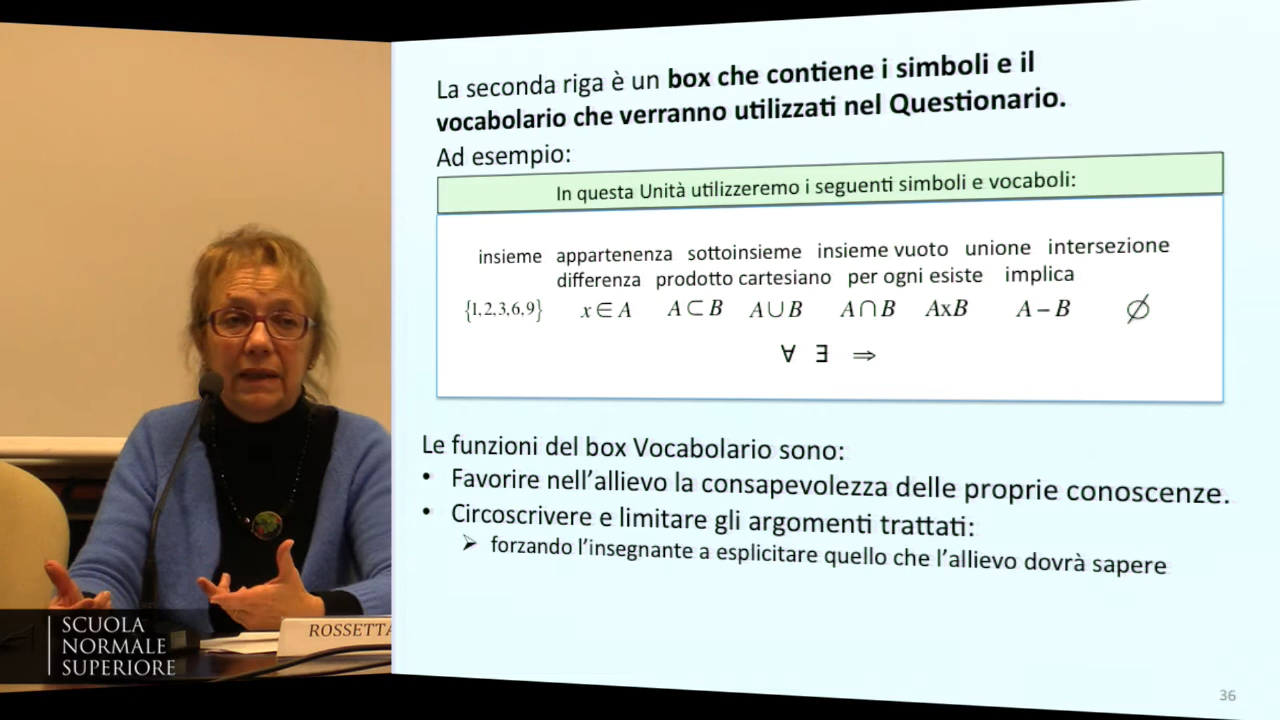 La seconda riga è un box che contiene i simboli e il
vocabolario che verranno utilizzati nel Questionario.
Ad esempio:
In questa Unità utilizzeremo i seguenti simboli e vocaboli:
insieme appartenenza sottoinsieme insieme vuoto unione intersezione
differenza prodotto cartesiano per ogni esiste implica
{1,2,3,6,9} x ∈ A A ⊂ B A ∪ B A ∩ B AxB A − B ∅
∀ ∃ ⇒
Le funzioni del box Vocabolario sono:
• Favorire nell'allievo la consapevolezza delle proprie conoscenze.
• Circoscrivere e limitare gli argomenti trattati:
➢ forzando l'insegnante a esplicitare quello che l'allievo dovrà sapere
ROSSETTA
SCUOLA
NORMALE
SUPERIORE
36